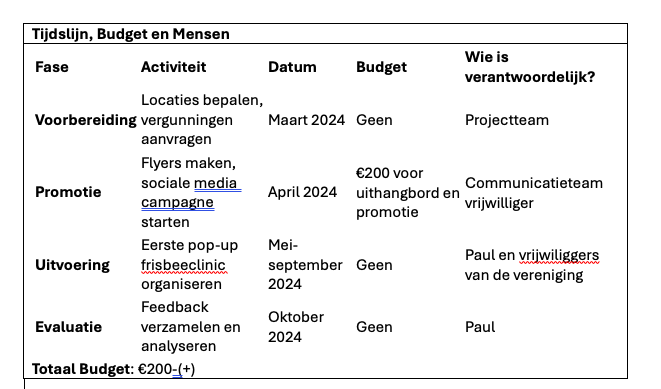 Tijdslijn, Budget en Mensen
Fase Activiteit Datum Budget Wie is verantwoordelijk?
Voorbereiding Locaties bepalen, vergunningen aanvragen Maart 2024 Geen Projectteam
Promotie Flyers maken, sociale media campagne starten April 2024 €200 voor uithangbord en promotie Communicatieteam vrijwilliger
Uitvoering Eerste pop-up frisbeeclinic organiseren Mei-september 2024 Geen Paul en vrijwiliggers van de vereniging
Evaluatie Feedback verzamelen en analyseren Oktober 2024 Geen Paul
Totaal Budget: €200-(+)